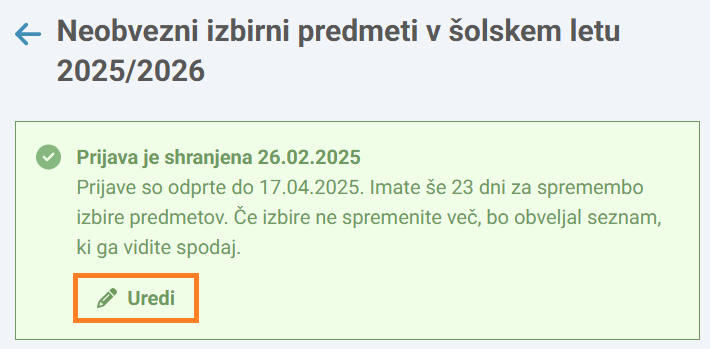 Neobvezni izbirni predmeti v šolskem letu
2025/2026
Prijava je shranjena 26.02.2025
Prijave so odprte do 17.04.2025. Imate še 23 dni za spremembo
izbire predmetov. Če izbire ne spremenite več, bo obveljal seznam,
ki ga vidite spodaj.
Uredi